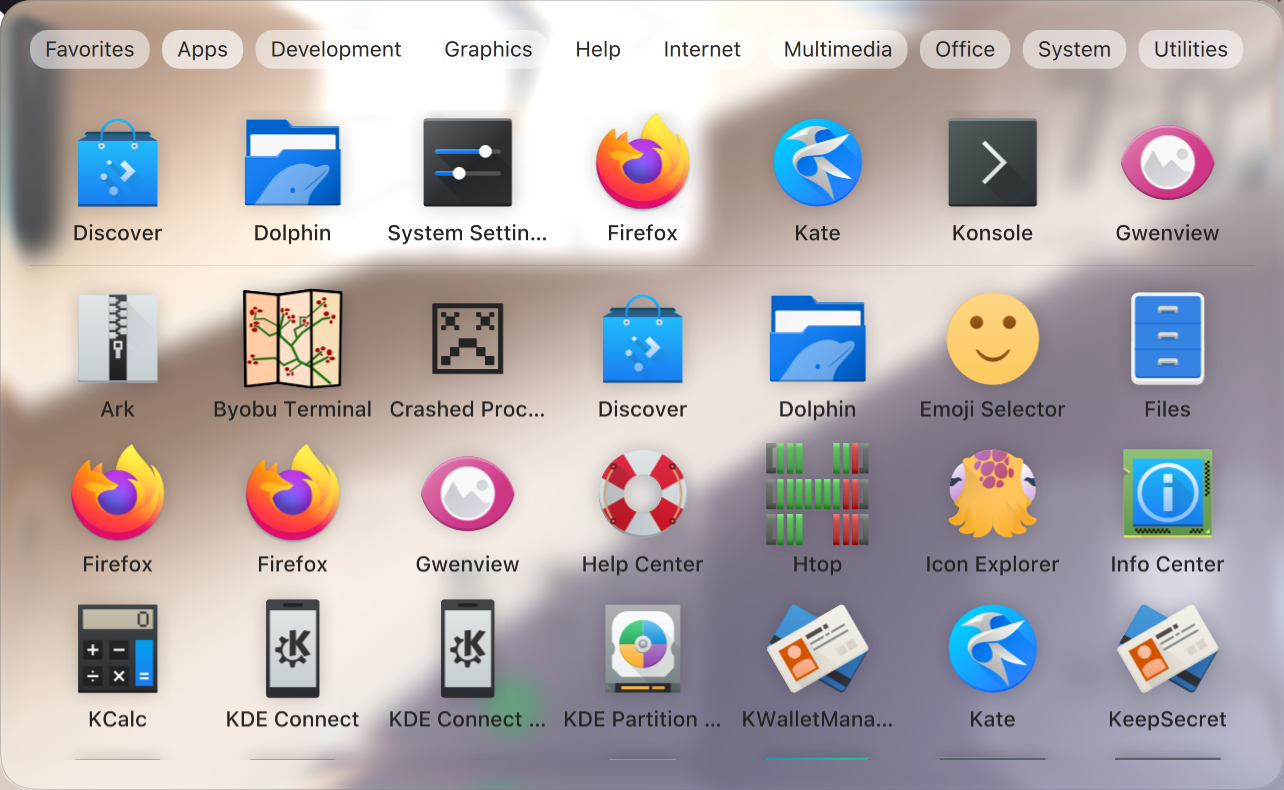 Favorites Apps Development Graphics Help Internet Multimedia Office System Utilities
Discover Dolphin System Settin... Firefox Kate Konsole Gwenview
Ark Byobu Terminal Crashed Proc... Discover Dolphin Emoji Selector Files
Firefox Firefox Gwenview Help Center Htop Icon Explorer Info Center
0
KCalc KDE Connect KDE Connect ... KDE Partition ... KWalletMana... Kate KeepSecret